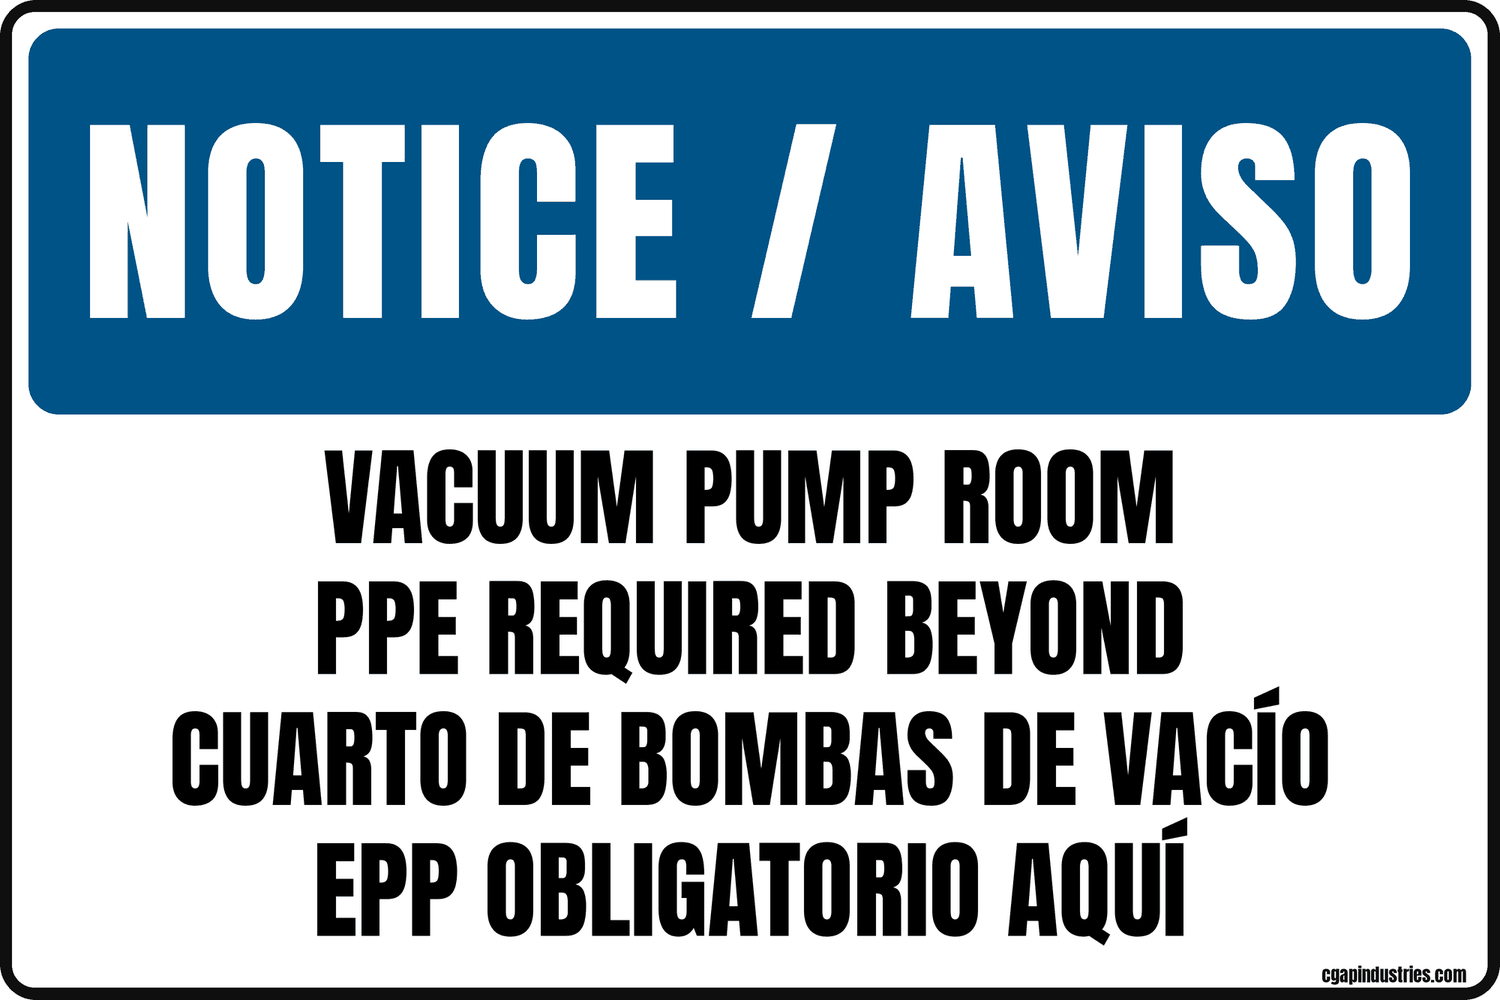 NOTICE / AVISO
VACUUM PUMP ROOM
PPE REQUIRED BEYOND
CUARTO DE BOMBAS DE VACÍO
EPP OBLIGATORIO AQUÍ
cgapindustries.com